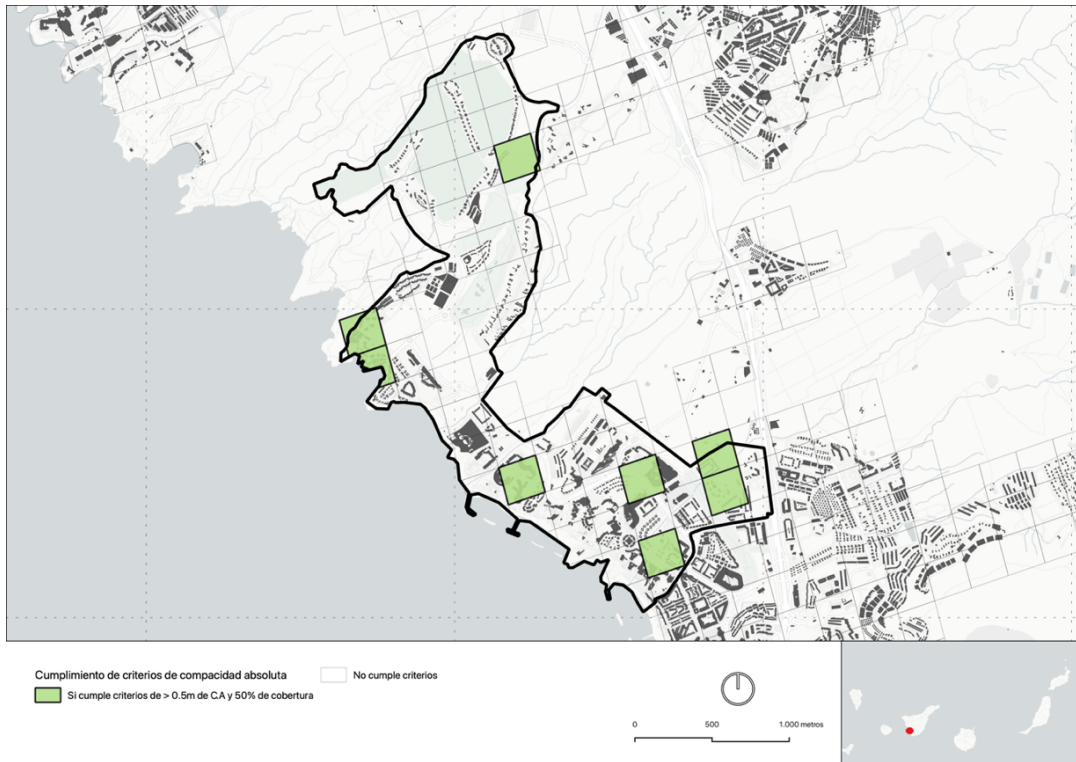 Cumplimiento de criterios de compacidad absoluta
No cumple criterios
Si cumple criterios de > 0.5m de C.A y 50% de cobertura
0 500 1.000 metros